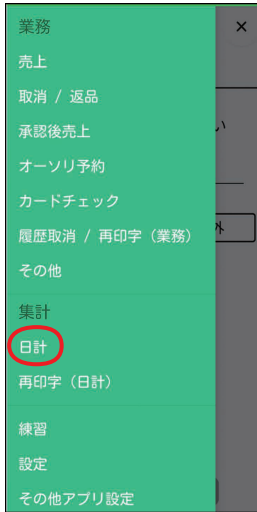 業務
×
売上
取消 / 返品
承認後売上
い
オーソリ予約
カードチェック
履歴取消 / 再印字（業務）
外
その他
集計
日計
再印字（日計）
練習
設定
その他アプリ設定